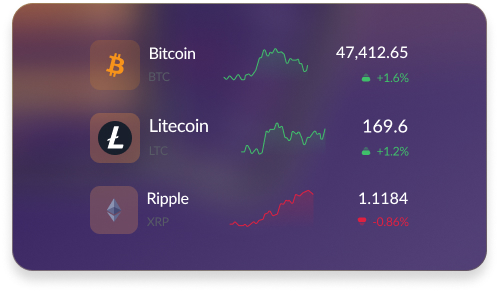 Bitcoin 47,412.65
BTC +1.6%
Litecoin 169.6
LTC +1.2%
Ripple 1.1184
XRP -0.86%